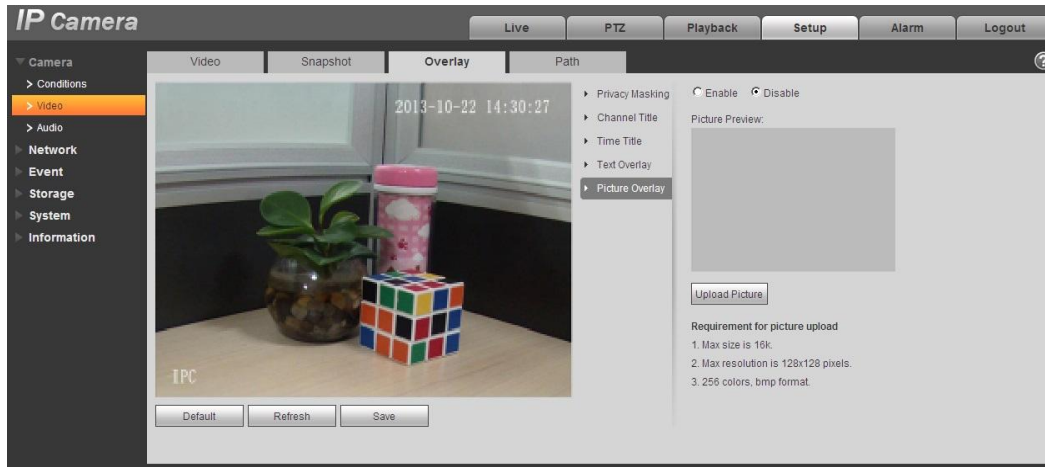 IP Camera
Live PTZ Playback Setup Alarm Logout
Camera
> Conditions
> Video
> Audio
Network
Event
Storage
System
Information
Video Snapshot Overlay Path
2013-10-22 14:30:27
IPC
Default Refresh Save
Privacy Masking
Channel Title
Time Title
Text Overlay
Picture Overlay
Enable Disable
Picture Preview:
Upload Picture
Requirement for picture upload
1. Max size is 16k.
2. Max resolution is 128x128 pixels.
3. 256 colors, bmp format.
?